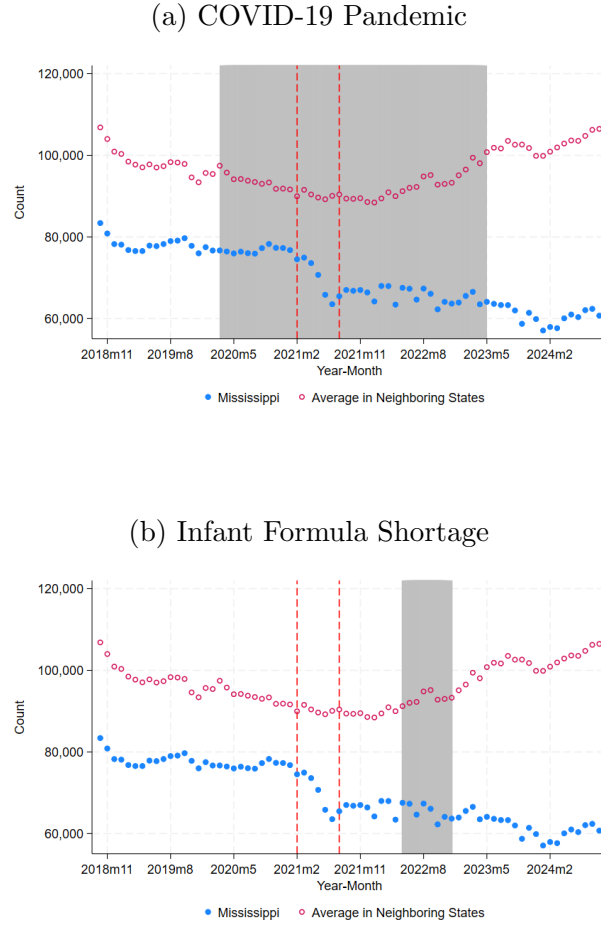 (a) COVID-19 Pandemic
120,000
100,000
80,000
60,000
Count
2018m11 2019m8 2020m5 2021m2 2021m11 2022m8 2023m5 2024m2
Year-Month
Mississippi Average in Neighboring States
(b) Infant Formula Shortage
120,000
100,000
80,000
60,000
Count
2018m11 2019m8 2020m5 2021m2 2021m11 2022m8 2023m5 2024m2
Year-Month
Mississippi Average in Neighboring States